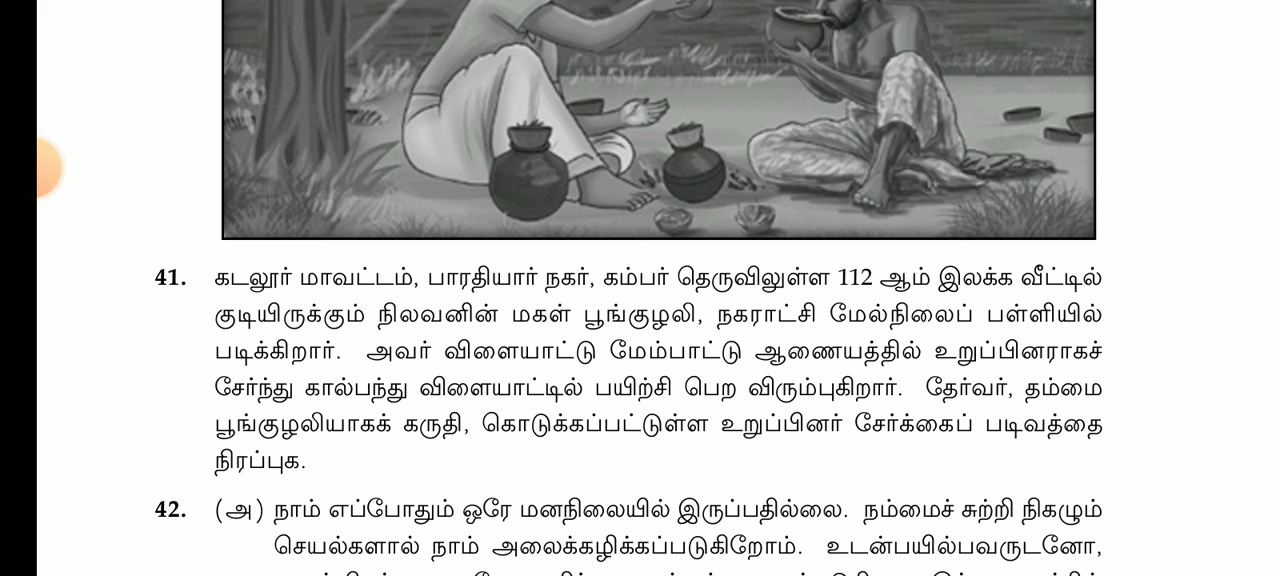 41. கடலூர் மாவட்டம், பாரதியார் நகர், கம்பர் தெருவிலுள்ள 112 ஆம் இலக்க வீட்டில்
குடியிருக்கும் நிலவனின் மகள் பூங்குழலி, நகராட்சி மேல்நிலைப் பள்ளியில்
படிக்கிறார். அவர் விளையாட்டு மேம்பாட்டு ஆணையத்தில் உறுப்பினராகச்
சேர்ந்து கால்பந்து விளையாட்டில் பயிற்சி பெற விரும்புகிறார். தேர்வர், தம்மை
பூங்குழலியாகக் கருதி, கொடுக்கப்பட்டுள்ள உறுப்பினர் சேர்க்கைப் படிவத்தை
நிரப்புக.
42. (அ) நாம் எப்போதும் ஒரே மனநிலையில் இருப்பதில்லை. நம்மைச் சுற்றி நிகழும்
செயல்களால் நாம் அலைக்கழிக்கப்படுகிறோம். உடன்பயில்பவருடனோ,